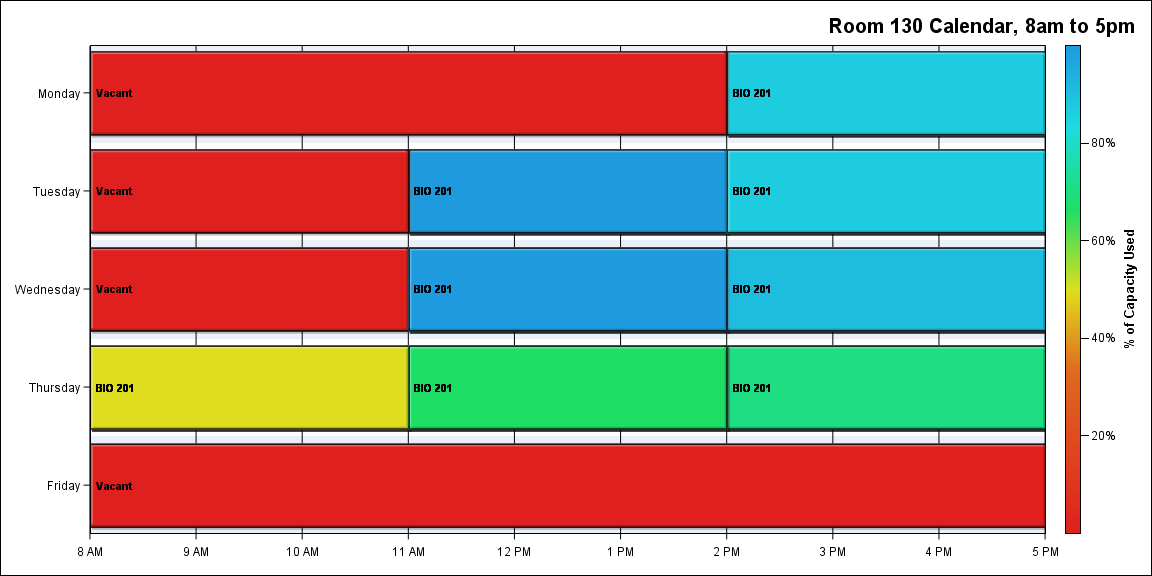 Room 130 Calendar, 8am to 5pm
Monday
Vacant
BIO 201
80%
Tuesday
Vacant
BIO 201
BIO 201
60%
% of Capacity Used
Wednesday
Vacant
BIO 201
BIO 201
40%
Thursday
BIO 201
BIO 201
BIO 201
20%
Friday
Vacant
8 AM
9 AM
10 AM
11 AM
12 PM
1 PM
2 PM
3 PM
4 PM
5 PM